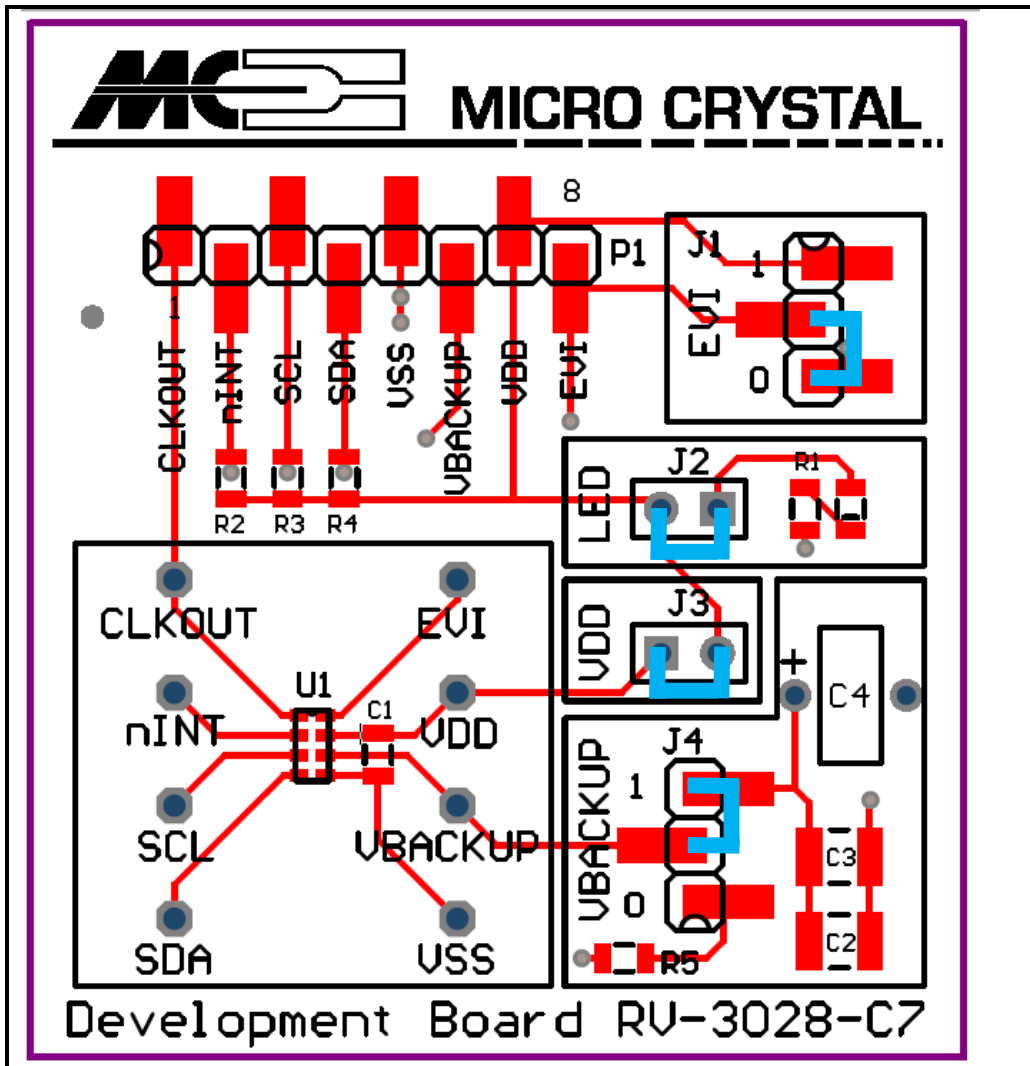 MC
MICRO CRYSTAL
8
P1
1
CLKOUT
nINT
SCL
SDA
VSS
VBACKUP
VDD
EVI
J1
1
EVI
0
R2
R3
R4
LED
J2
R1
VDD
J3
CLKOUT
EVI
U1
C1
nINT
VDD
SCL
VBACKUP
SDA
VSS
+
C4
J4
VBACKUP
1
0
R5
C3
C2
Development Board RV-3028-C7